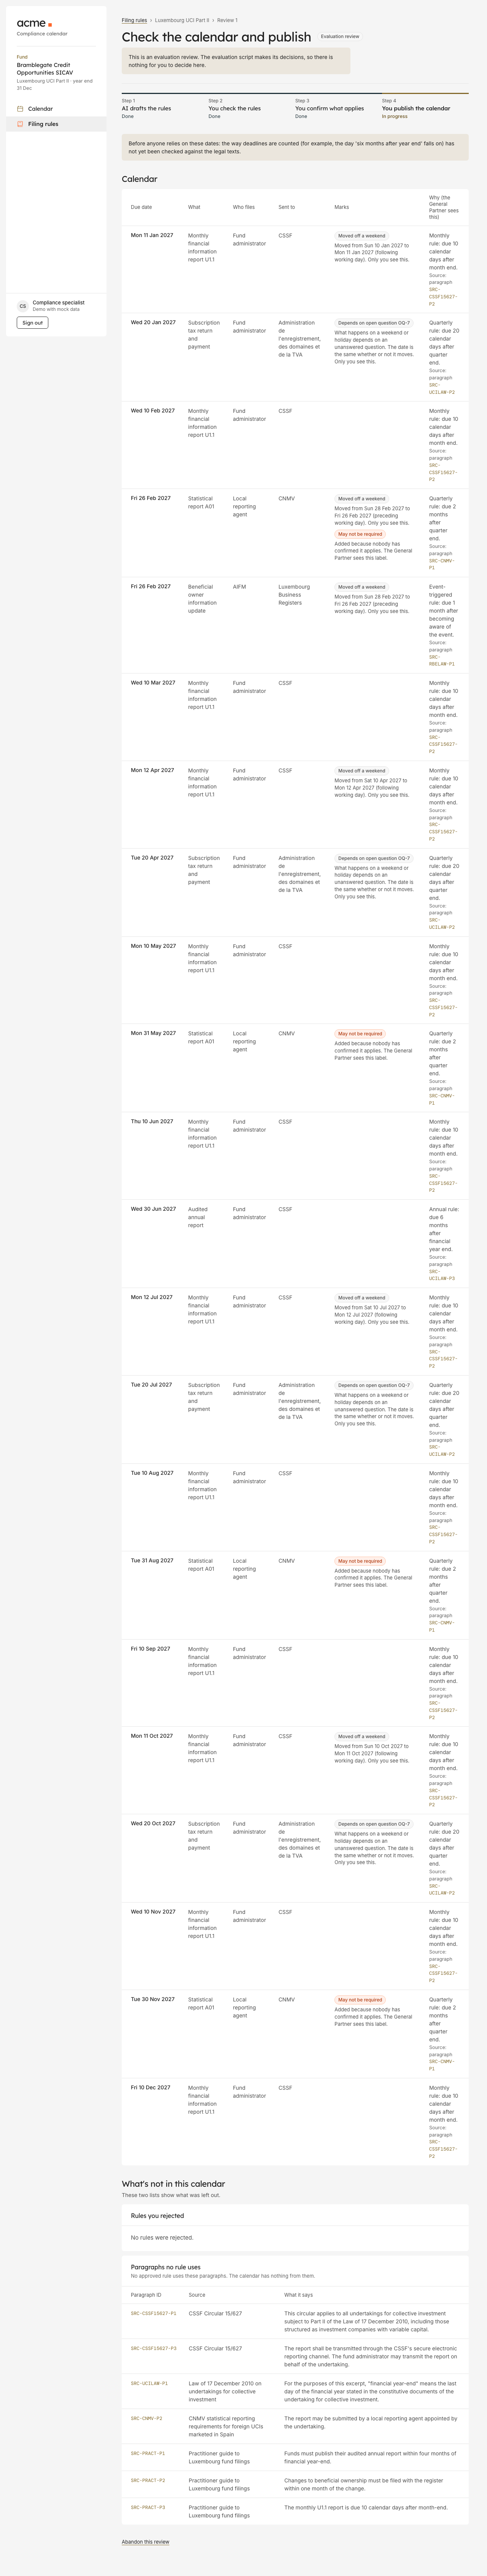 acme
Compliance calendar
Fund
Bramblegate Credit
Opportunities SICAV
Luxembourg UCI Part II · year end
31 Dec
Calendar
Filing rules
CS
Compliance specialist
Demo with mock data
Sign out
Filing rules › Luxembourg UCI Part II › Review 1
Check the calendar and publish
Evaluation review
This is an evaluation review. The evaluation script makes its decisions, so there is
nothing for you to decide here.
Step 1
AI drafts the rules
Done
Step 2
You check the rules
Done
Step 3
You confirm what applies
Done
Step 4
You publish the calendar
In progress
Before anyone relies on these dates: the way deadlines are counted (for example, the day 'six months after year end' falls on) has
not yet been checked against the legal texts.
Calendar
Due date
What
Who files
Sent to
Marks
Why (the
General
Partner sees
this)
Mon 11 Jan 2027
Monthly
financial
information
report U1.1
Fund
administrator
CSSF
Moved off a weekend
Moved from Sun 10 Jan 2027 to
Mon 11 Jan 2027 (following
working day). Only you see this.
Monthly
rule: due 10
calendar
days after
month end.
Source:
paragraph
SRC-
CSSF15627-
P2
Wed 20 Jan 2027
Subscription
tax return
and
payment
Fund
administrator
Administration
de
l'enregistrement,
des domaines et
de la TVA
Depends on open question OQ-7
What happens on a weekend or
holiday depends on an
unanswered question. The date is
the same whether or not it moves.
Only you see this.
Quarterly
rule: due 20
calendar
days after
quarter
end.
Source:
paragraph
SRC-
UCILAW-P2
Wed 10 Feb 2027
Monthly
financial
information
report U1.1
Fund
administrator
CSSF
Monthly
rule: due 10
calendar
days after
month end.
Source:
paragraph
SRC-
CSSF15627-
P2
Fri 26 Feb 2027
Statistical
report A01
Local
reporting
agent
CNMV
Moved off a weekend
Moved from Sun 28 Feb 2027 to
Fri 26 Feb 2027 (preceding
working day). Only you see this.
May not be required
Added because nobody has
confirmed it applies. The General
Partner sees this label.
Quarterly
rule: due 2
months
after
quarter
end.
Source:
paragraph
SRC-CNMV-
P1
Fri 26 Feb 2027
Beneficial
owner
information
update
AIFM
Luxembourg
Business
Registers
Moved off a weekend
Moved from Sun 28 Feb 2027 to
Fri 26 Feb 2027 (preceding
working day). Only you see this.
Event-
triggered
rule: due 1
month after
becoming
aware of
the event.
Source:
paragraph
SRC-
RBELAW-P1
Wed 10 Mar 2027
Monthly
financial
information
report U1.1
Fund
administrator
CSSF
Monthly
rule: due 10
calendar
days after
month end.
Source:
paragraph
SRC-
CSSF15627-
P2
Mon 12 Apr 2027
Monthly
financial
information
report U1.1
Fund
administrator
CSSF
Moved off a weekend
Moved from Sat 10 Apr 2027 to
Mon 12 Apr 2027 (following
working day). Only you see this.
Monthly
rule: due 10
calendar
days after
month end.
Source:
paragraph
SRC-
CSSF15627-
P2
Tue 20 Apr 2027
Subscription
tax return
and
payment
Fund
administrator
Administration
de
l'enregistrement,
des domaines et
de la TVA
Depends on open question OQ-7
What happens on a weekend or
holiday depends on an
unanswered question. The date is
the same whether or not it moves.
Only you see this.
Quarterly
rule: due 20
calendar
days after
quarter
end.
Source:
paragraph
SRC-
UCILAW-P2
Mon 10 May 2027
Monthly
financial
information
report U1.1
Fund
administrator
CSSF
Monthly
rule: due 10
calendar
days after
month end.
Source:
paragraph
SRC-
CSSF15627-
P2
Mon 31 May 2027
Statistical
report A01
Local
reporting
agent
CNMV
May not be required
Added because nobody has
confirmed it applies. The General
Partner sees this label.
Quarterly
rule: due 2
months
after
quarter
end.
Source:
paragraph
SRC-CNMV-
P1
Thu 10 Jun 2027
Monthly
financial
information
report U1.1
Fund
administrator
CSSF
Monthly
rule: due 10
calendar
days after
month end.
Source:
paragraph
SRC-
CSSF15627-
P2
Wed 30 Jun 2027
Audited
annual
report
Fund
administrator
CSSF
Annual rule:
due 6
months
after
financial
year end.
Source:
paragraph
SRC-
UCILAW-P3
Mon 12 Jul 2027
Monthly
financial
information
report U1.1
Fund
administrator
CSSF
Moved off a weekend
Moved from Sat 10 Jul 2027 to
Mon 12 Jul 2027 (following
working day). Only you see this.
Monthly
rule: due 10
calendar
days after
month end.
Source:
paragraph
SRC-
CSSF15627-
P2
Tue 20 Jul 2027
Subscription
tax return
and
payment
Fund
administrator
Administration
de
l'enregistrement,
des domaines et
de la TVA
Depends on open question OQ-7
What happens on a weekend or
holiday depends on an
unanswered question. The date is
the same whether or not it moves.
Only you see this.
Quarterly
rule: due 20
calendar
days after
quarter
end.
Source:
paragraph
SRC-
UCILAW-P2
Tue 10 Aug 2027
Monthly
financial
information
report U1.1
Fund
administrator
CSSF
Monthly
rule: due 10
calendar
days after
month end.
Source:
paragraph
SRC-
CSSF15627-
P2
Tue 31 Aug 2027
Statistical
report A01
Local
reporting
agent
CNMV
May not be required
Added because nobody has
confirmed it applies. The General
Partner sees this label.
Quarterly
rule: due 2
months
after
quarter
end.
Source:
paragraph
SRC-CNMV-
P1
Fri 10 Sep 2027
Monthly
financial
information
report U1.1
Fund
administrator
CSSF
Monthly
rule: due 10
calendar
days after
month end.
Source:
paragraph
SRC-
CSSF15627-
P2
Mon 11 Oct 2027
Monthly
financial
information
report U1.1
Fund
administrator
CSSF
Moved off a weekend
Moved from Sun 10 Oct 2027 to
Mon 11 Oct 2027 (following
working day). Only you see this.
Monthly
rule: due 10
calendar
days after
month end.
Source:
paragraph
SRC-
CSSF15627-
P2
Wed 20 Oct 2027
Subscription
tax return
and
payment
Fund
administrator
Administration
de
l'enregistrement,
des domaines et
de la TVA
Depends on open question OQ-7
What happens on a weekend or
holiday depends on an
unanswered question. The date is
the same whether or not it moves.
Only you see this.
Quarterly
rule: due 20
calendar
days after
quarter
end.
Source:
paragraph
SRC-
UCILAW-P2
Wed 10 Nov 2027
Monthly
financial
information
report U1.1
Fund
administrator
CSSF
Monthly
rule: due 10
calendar
days after
month end.
Source:
paragraph
SRC-
CSSF15627-
P2
Tue 30 Nov 2027
Statistical
report A01
Local
reporting
agent
CNMV
May not be required
Added because nobody has
confirmed it applies. The General
Partner sees this label.
Quarterly
rule: due 2
months
after
quarter
end.
Source:
paragraph
SRC-CNMV-
P1
Fri 10 Dec 2027
Monthly
financial
information
report U1.1
Fund
administrator
CSSF
Monthly
rule: due 10
calendar
days after
month end.
Source:
paragraph
SRC-
CSSF15627-
P2
What's not in this calendar
These two lists show what was left out.
Rules you rejected
No rules were rejected.
Paragraphs no rule uses
No approved rule uses these paragraphs. The calendar has nothing from them.
Paragraph ID
Source
What it says
SRC-CSSF15627-P1
CSSF Circular 15/627
This circular applies to all undertakings for collective investment
subject to Part II of the Law of 17 December 2010, including those
structured as investment companies with variable capital.
SRC-CSSF15627-P3
CSSF Circular 15/627
The report shall be transmitted through the CSSF's secure electronic
reporting channel. The fund administrator may transmit the report on
behalf of the undertaking.
SRC-UCILAW-P1
Law of 17 December 2010 on
undertakings for collective
investment
For the purposes of this excerpt, "financial year-end" means the last
day of the financial year stated in the constitutive documents of the
undertaking for collective investment.
SRC-CNMV-P2
CNMV statistical reporting
requirements for foreign UCIs
marketed in Spain
The report may be submitted by a local reporting agent appointed by
the undertaking.
SRC-PRACT-P1
Practitioner guide to
Luxembourg fund filings
Funds must publish their audited annual report within four months of
financial year-end.
SRC-PRACT-P2
Practitioner guide to
Luxembourg fund filings
Changes to beneficial ownership must be filed with the register
within one month of the change.
SRC-PRACT-P3
Practitioner guide to
Luxembourg fund filings
The monthly U1.1 report is due 10 calendar days after month-end.
Abandon this review